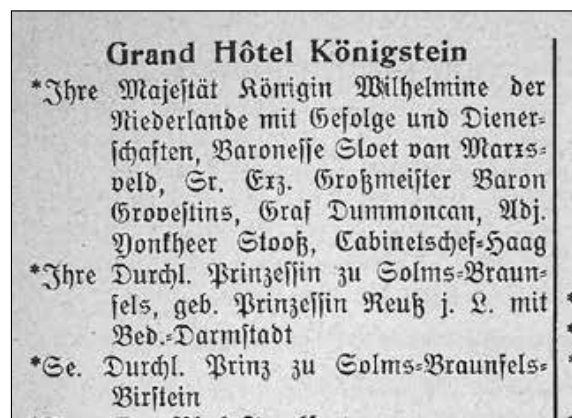 Grand Hôtel Königstein
*Ihre Majestät Königin Wilhelmine der
Niederlande mit Gefolge und Diener-
schaften, Baronesse Sloet van Marxs-
veld, Sr. Erz. Großmeister Baron
Grovestins, Graf Dummoncan, Adj.
Yonkheer Stooß, Cabinetschef-Haag
*Ihre Durchl. Prinzessin zu Solms-Braun-
fels, geb. Prinzessin Reuß j. L. mit
Bed.-Darmstadt
*Se. Durchl. Prinz zu Solms-Braunfels-
Birstein